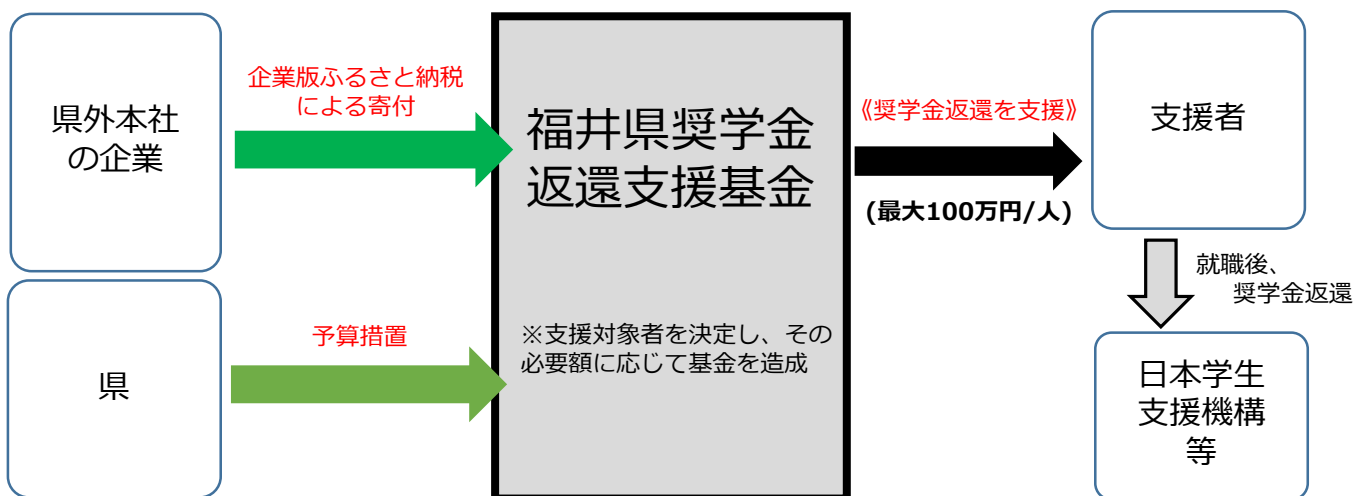 県外本社
の企業
企業版ふるさと納税
による寄付
福井県奨学金
返還支援基金
《奨学金返還を支援》
(最大100万円/人)
支援者
県
予算措置
※支援対象者を決定し、その
必要額に応じて基金を造成
就職後、
奨学金返還
日本学生
支援機構
等